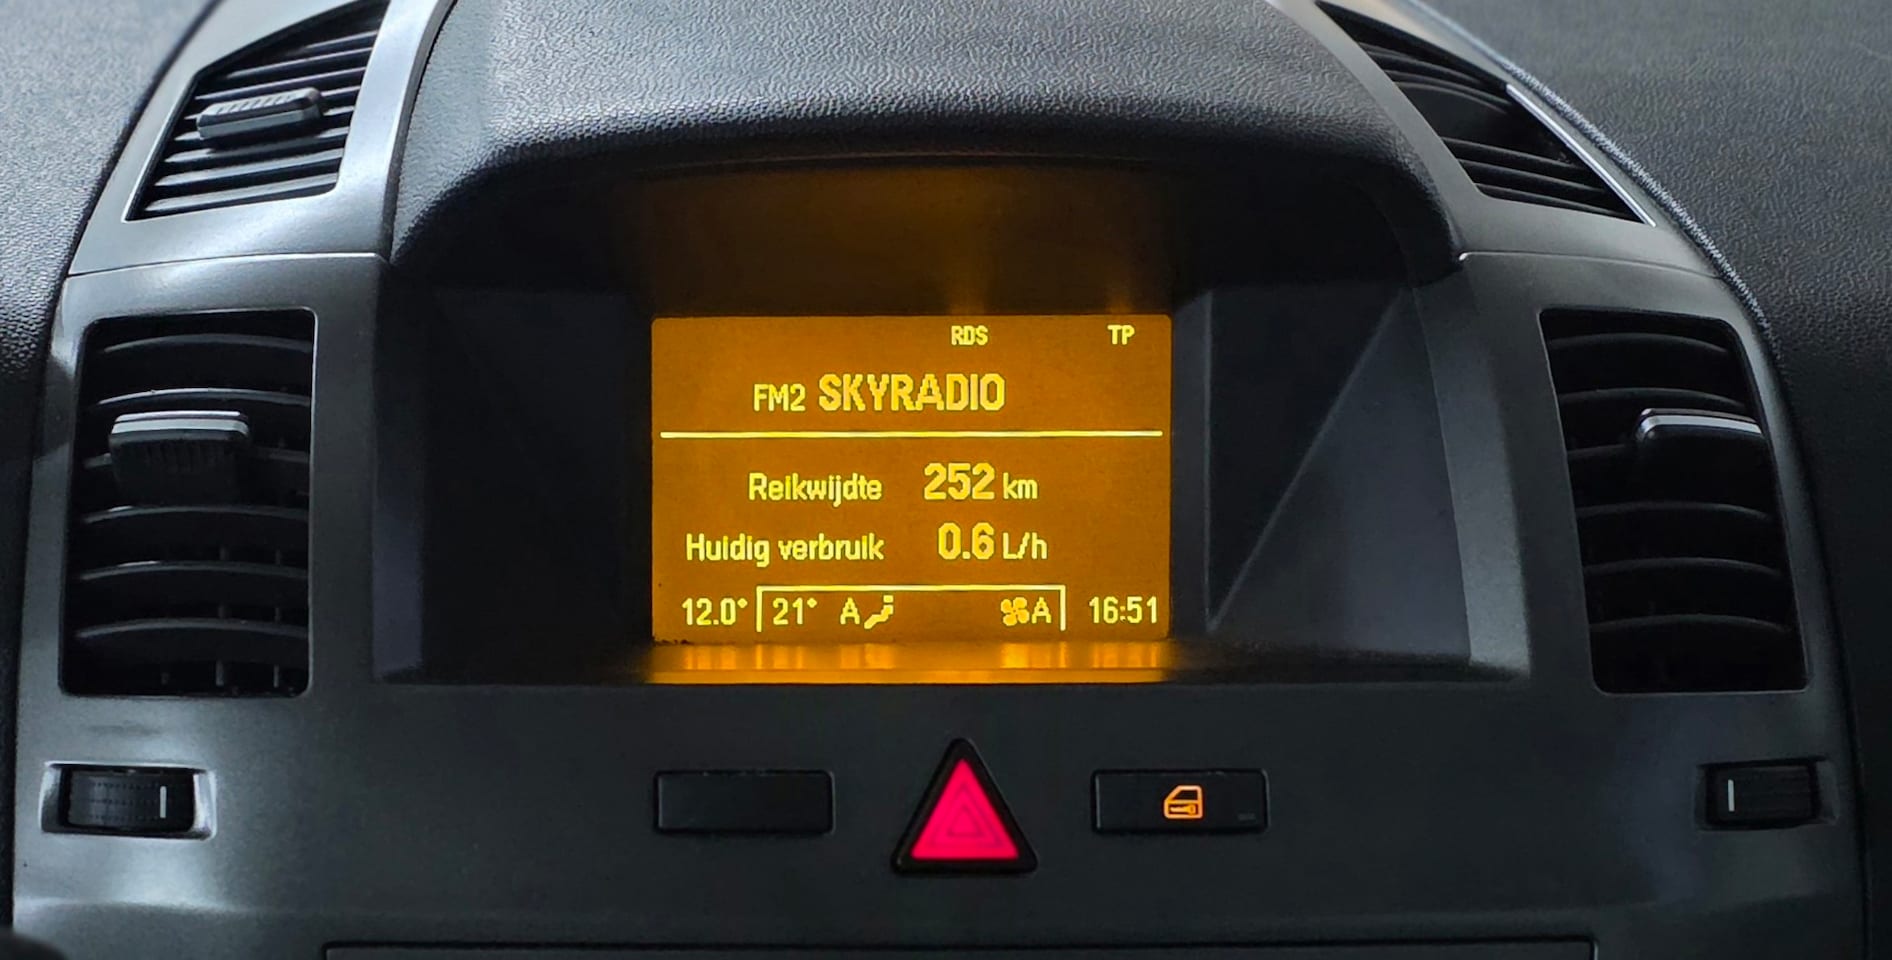 RDS TP
FM2 SKYRADIO
Reikwijdte 252 km
Huidig verbruik 0.6 L/h
12.0° 21° A A 16:51